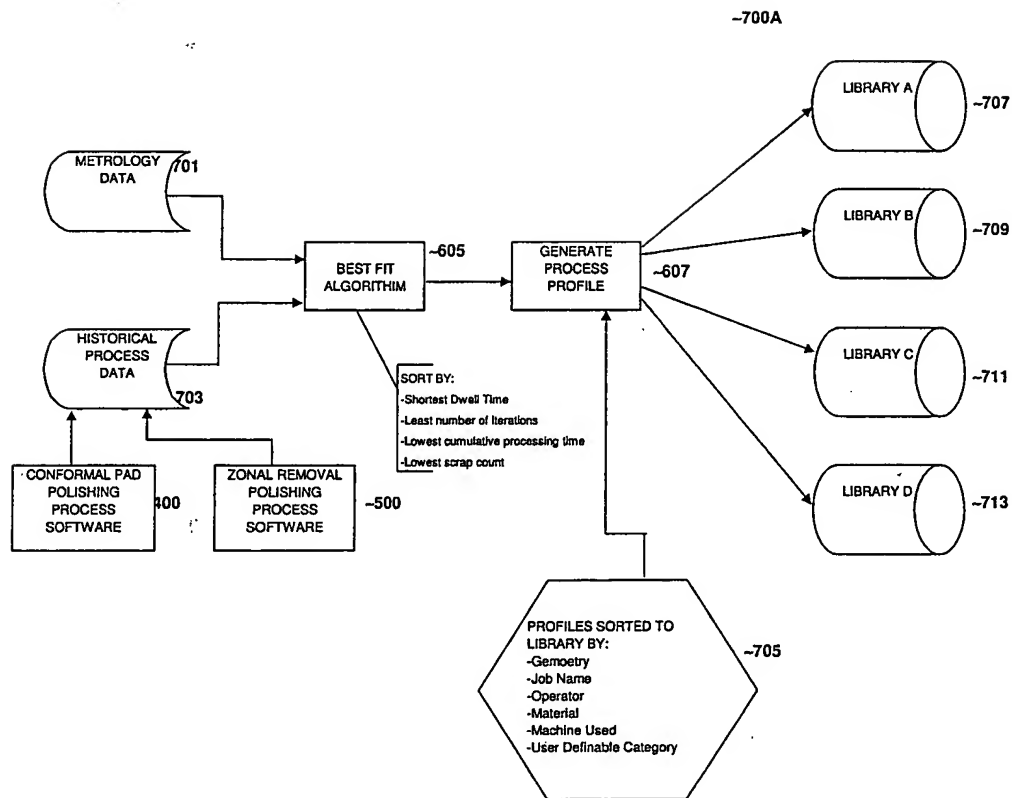 ~700A
LIBRARY A
~707
METROLOGY
DATA
701
LIBRARY B
~709
BEST FIT
ALGORITHIM
~605
GENERATE
PROCESS
PROFILE
~607
HISTORICAL
PROCESS
DATA
703
LIBRARY C
~711
SORT BY:
-Shortest Dwell Time
-Least number of Iterations
-Lowest cumulative processing time
-Lowest scrap count
CONFORMAL PAD
POLISHING
PROCESS
SOFTWARE
400
ZONAL REMOVAL
POLISHING
PROCESS
SOFTWARE
~500
LIBRARY D
~713
PROFILES SORTED TO
LIBRARY BY:
-Gemoetry
-Job Name
-Operator
-Material
-Machine Used
-User Definable Category
~705